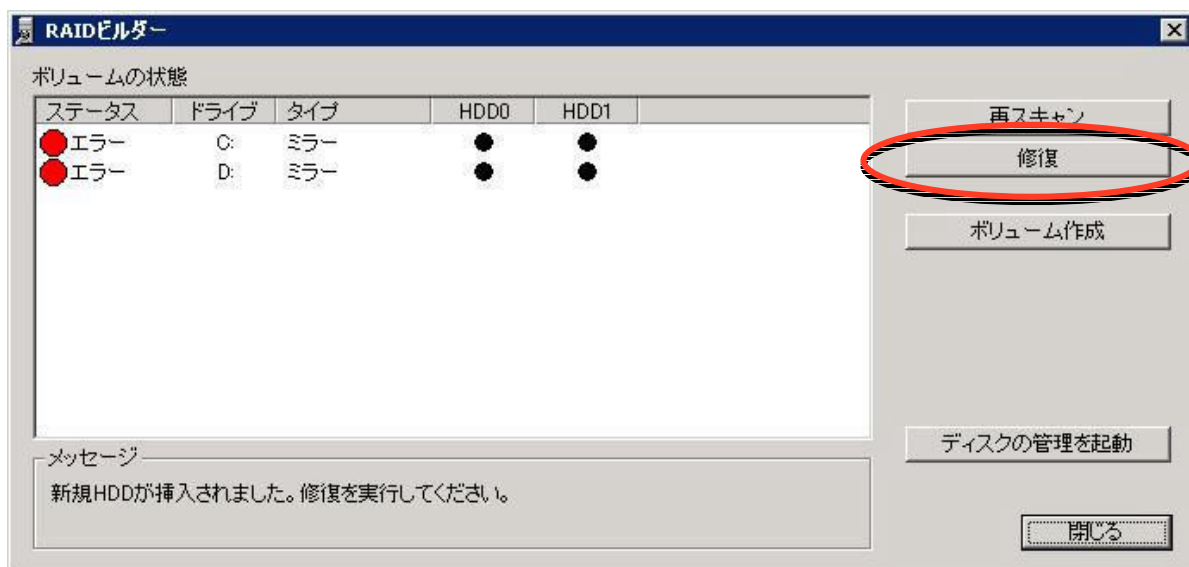 RAIDビルダー
ボリュームの状態
ステータス ドライブ タイプ HDD0 HDD1
エラー C: ミラー
エラー D: ミラー
再スキャン
修復
ボリューム作成
ディスクの管理を起動
メッセージ
新規HDDが挿入されました。修復を実行してください。
閉じる